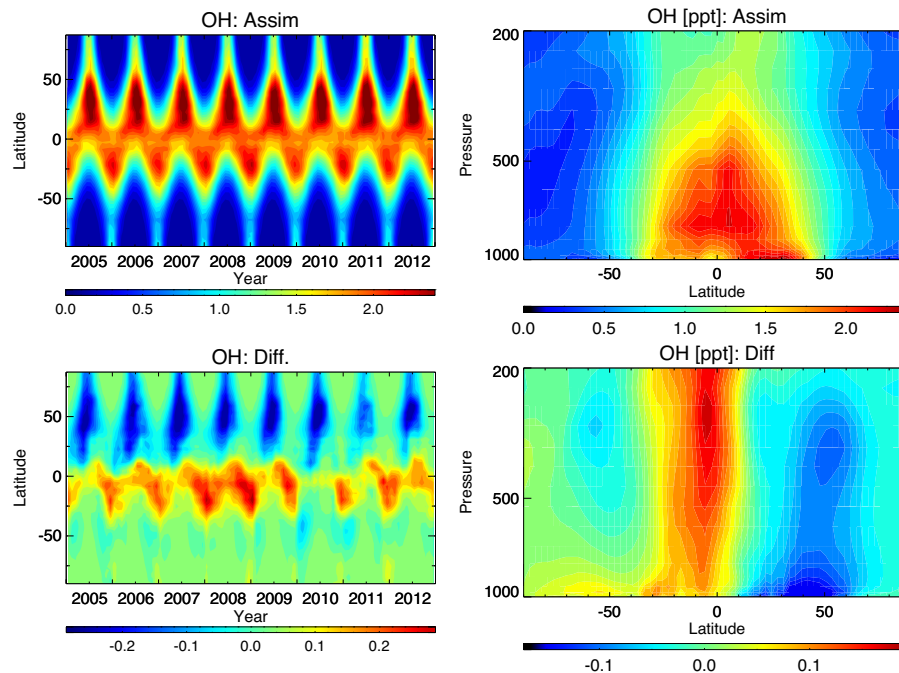 OH: Assim
50
0
-50
Latitude
2005 2006 2007 2008 2009 2010 2011 2012
Year
0.0 0.5 1.0 1.5 2.0
OH [ppt]: Assim
200
500
1000
Pressure
-50 0 50
Latitude
0.0 0.5 1.0 1.5 2.0
OH: Diff.
50
0
-50
Latitude
2005 2006 2007 2008 2009 2010 2011 2012
Year
-0.2 -0.1 0.0 0.1 0.2
OH [ppt]: Diff
200
500
1000
Pressure
-50 0 50
Latitude
-0.1 0.0 0.1